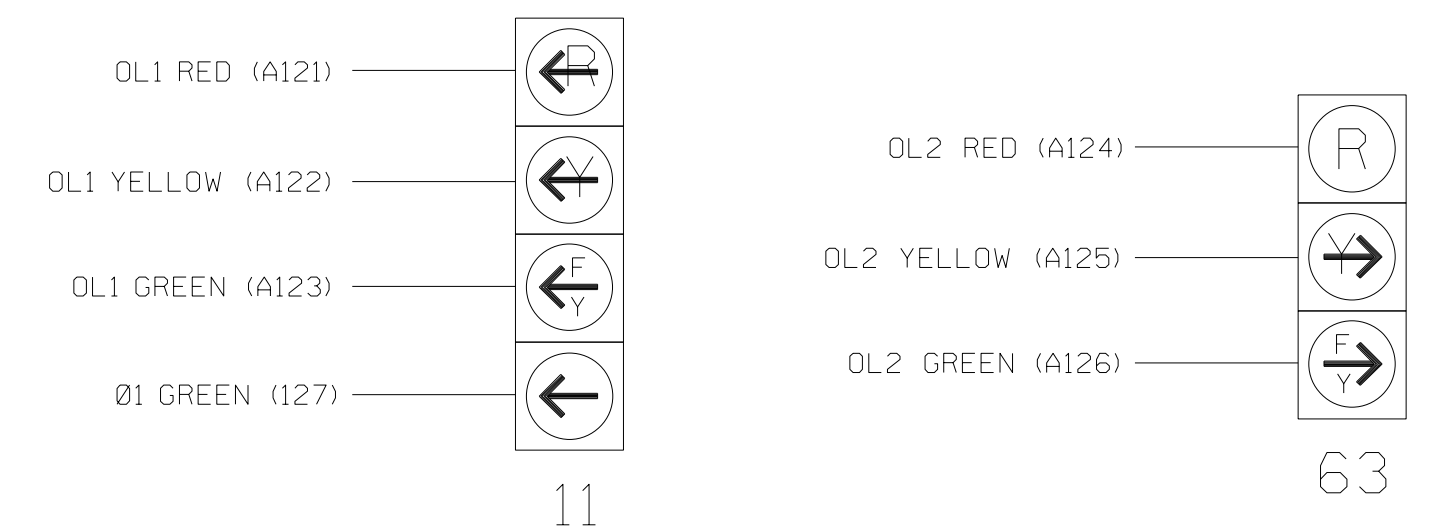 OL1 RED (A121)
R
OL1 YELLOW (A122)
Y
OL1 GREEN (A123)
F
Y
Ø1 GREEN (127)
11
OL2 RED (A124)
R
OL2 YELLOW (A125)
Y
OL2 GREEN (A126)
F
Y
63